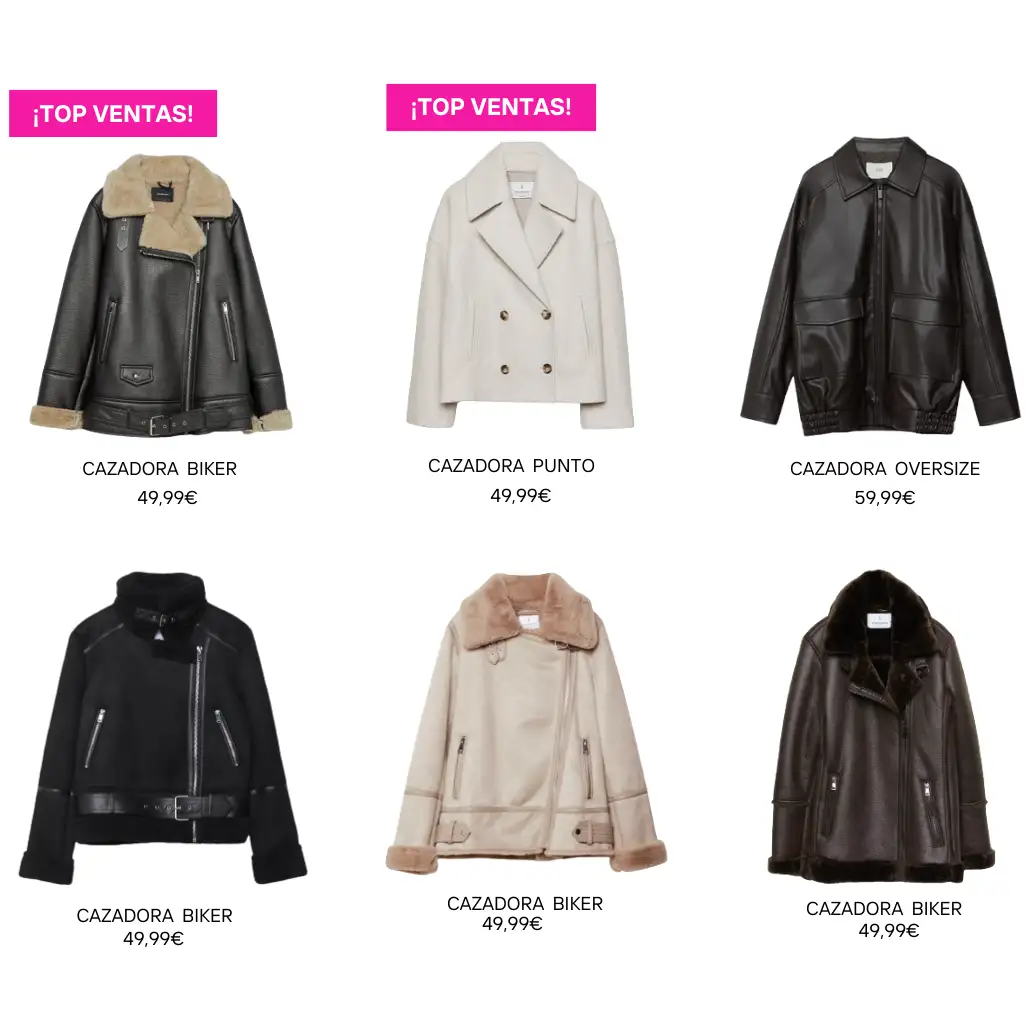 ¡TOP VENTAS!
¡TOP VENTAS!
CAZADORA BIKER
49,99€
CAZADORA PUNTO
49,99€
CAZADORA OVERSIZE
59,99€
CAZADORA BIKER
49,99€
CAZADORA BIKER
49,99€
CAZADORA BIKER
49,99€